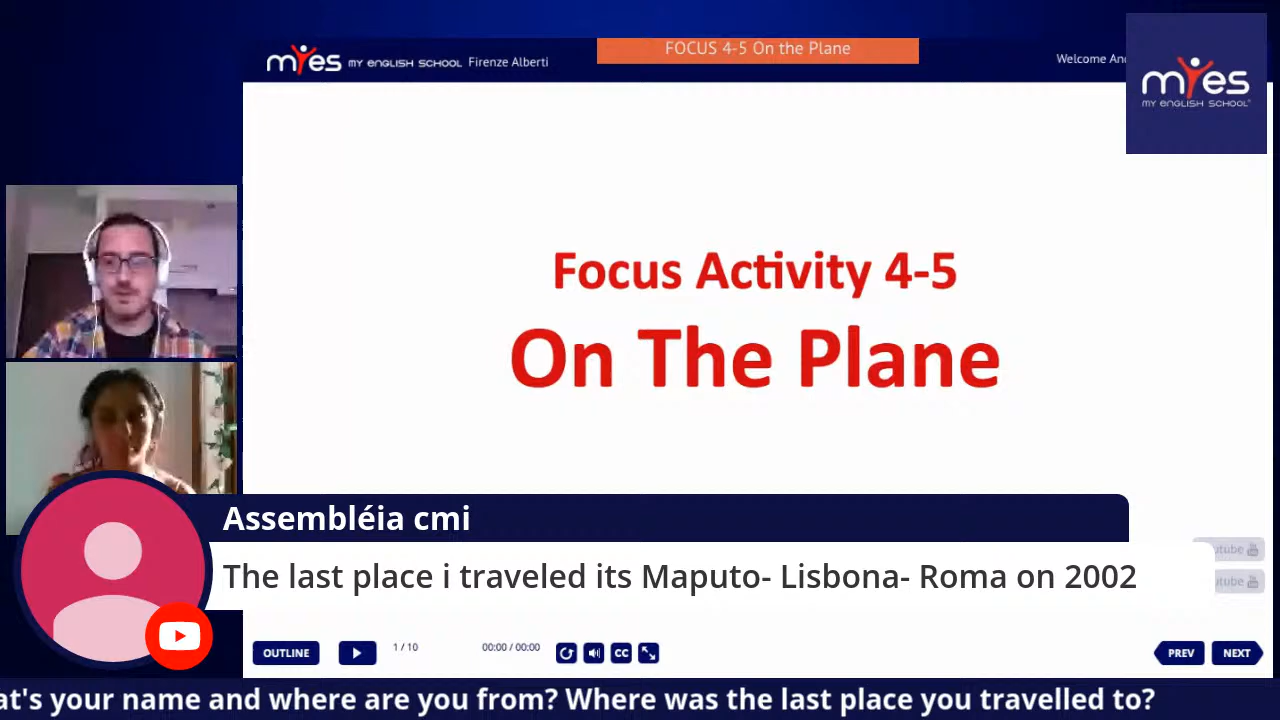 FOCUS 4-5 On the Plane
myes MY ENGLISH SCHOOL Firenze Alberti
Welcome
myes
MY ENGLISH SCHOOL
Focus Activity 4-5
On The Plane
Assembléia cmi
The last place i traveled its Maputo- Lisbona- Roma on 2002
OUTLINE
1 / 10
00:00 / 00:00
CC
PREV
NEXT
your name and where are you from? Where was the last place you travelled to?